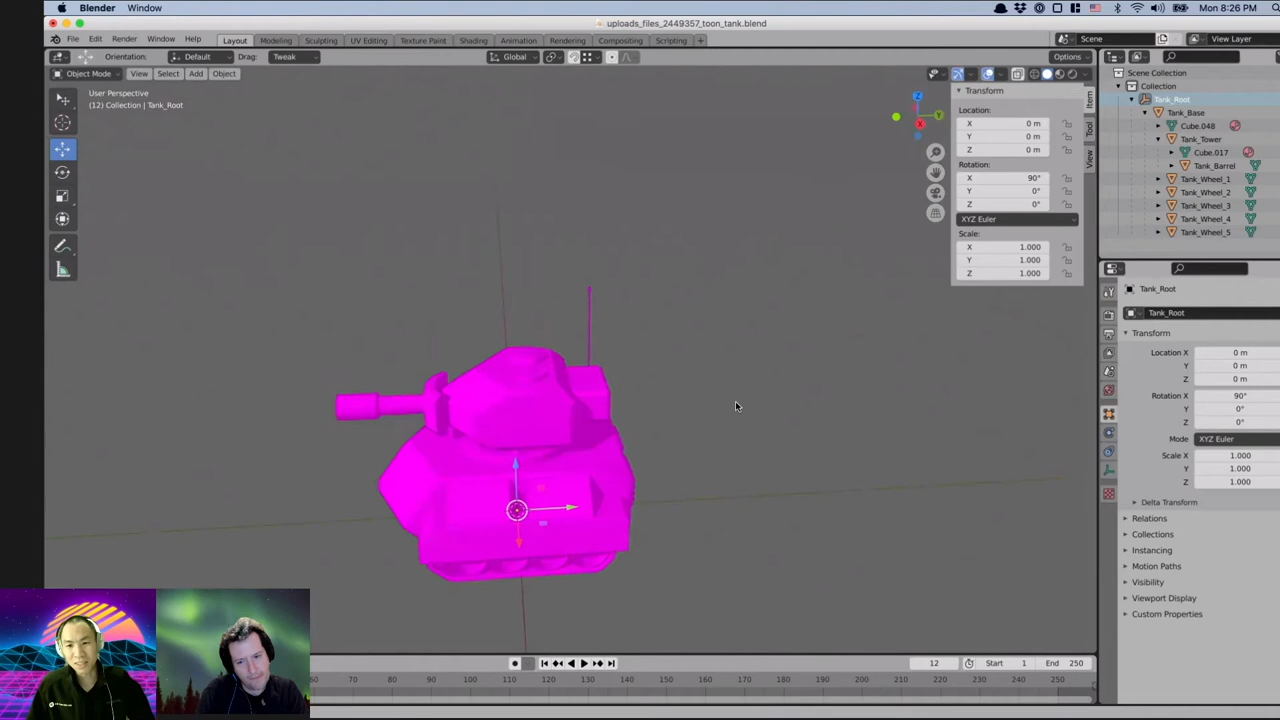 Blender Window Mon 8:26 PM
uploads_files_2449357_toon_tank.blend
File Edit Render Window Help Layout Modeling Sculpting UV Editing Texture Paint Shading Animation Rendering Compositing Scripting + Scene View Layer
Orientation: Default Drag: Tweak Global Options
Object Mode View Select Add Object
User Perspective
(12) Collection | Tank_Root
Z
Y
X
Transform
Location:
X 0 m
Y 0 m
Z 0 m
Rotation:
X 90°
Y 0°
Z 0°
XYZ Euler
Scale:
X 1.000
Y 1.000
Z 1.000
Item
Tool
View
Scene Collection
Collection
Tank_Root
Tank_Base
Cube.048
Tank_Tower
Cube.017
Tank_Barrel
Tank_Wheel_1
Tank_Wheel_2
Tank_Wheel_3
Tank_Wheel_4
Tank_Wheel_5
Tank_Root
Tank_Root
Transform
Location X 0 m
Y 0 m
Z 0 m
Rotation X 90°
Y 0°
Z 0°
Mode XYZ Euler
Scale X 1.000
Y 1.000
Z 1.000
Delta Transform
Relations
Collections
Instancing
Motion Paths
Visibility
Viewport Display
Custom Properties
12 Start 1 End 250
60 70 80 90 100 110 120 130 140 150 160 170 180 190 200 210 220 230 240 250